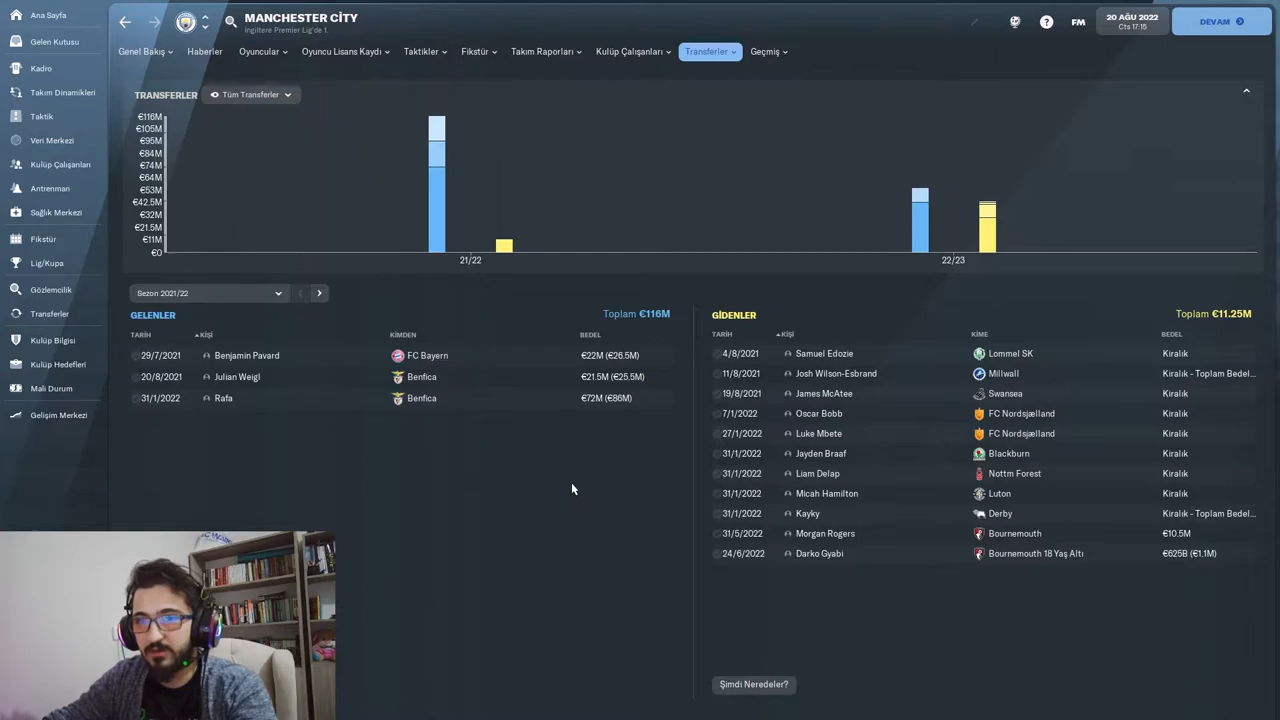 Ana Sayfa
Gelen Kutusu
Kadro
Takım Dinamikleri
Taktik
Veri Merkezi
Kulüp Çalışanları
Antrenman
Sağlık Merkezi
Fikstür
Lig/Kupa
Gözlemcilik
Transferler
Kulüp Bilgisi
Kulüp Hedefleri
Mali Durum
Gelişim Merkezi
MANCHESTER CİTY
İngiltere Premier Lig'de 1.
FM
20 AĞU 2022
Cts 17:15
DEVAM
Genel Bakış Haberler Oyuncular Oyuncu Lisans Kaydı Taktikler Fikstür Takım Raporları Kulüp Çalışanları Transferler Geçmiş
TRANSFERLER Tüm Transferler
€116M
€105M
€95M
€84M
€74M
€64M
€53M
€42.5M
€32M
€21.5M
€11M
€0
21/22 22/23
Sezon 2021/22
GELENLER Toplam €116M
TARİH KİŞİ KİMDEN BEDEL
29/7/2021 Benjamin Pavard FC Bayern €22M (€26.5M)
20/8/2021 Julian Weigl Benfica €21.5M (€25.5M)
31/1/2022 Rafa Benfica €72M (€86M)
GİDENLER Toplam €11.25M
TARİH KİŞİ KİME BEDEL
4/8/2021 Samuel Edozie Lommel SK Kiralık
11/8/2021 Josh Wilson-Esbrand Millwall Kiralık - Toplam Bedel...
19/8/2021 James McAtee Swansea Kiralık
7/1/2022 Oscar Bobb FC Nordsjælland Kiralık
27/1/2022 Luke Mbete FC Nordsjælland Kiralık
31/1/2022 Jayden Braaf Blackburn Kiralık
31/1/2022 Liam Delap Nottm Forest Kiralık
31/1/2022 Micah Hamilton Luton Kiralık
31/1/2022 Kayky Derby Kiralık - Toplam Bedel...
31/5/2022 Morgan Rogers Bournemouth €10.5M
24/6/2022 Darko Gyabi Bournemouth 18 Yaş Altı €625B (€1.1M)
Şimdi Neredeler?